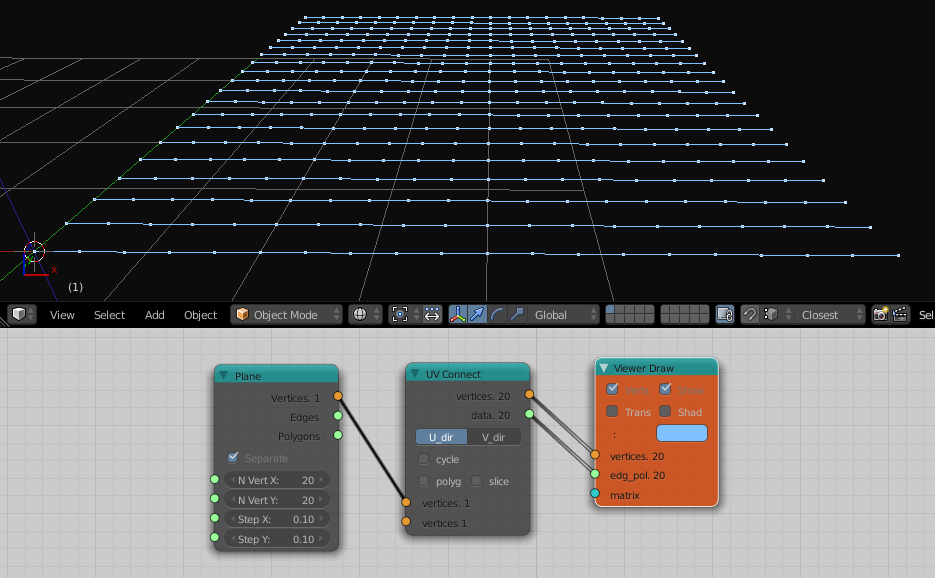 x
(1)
View Select Add Object Object Mode Global Closest Sel
Plane
Vertices. 1
Edges
Polygons
Separate
N Vert X: 20
N Vert Y: 20
Step X: 0.10
Step Y: 0.10
UV Connect
vertices. 20
data. 20
U_dir V_dir
cycle
polyg slice
vertices. 1
vertices 1
Viewer Draw
Trans Shad
:
vertices. 20
edg_pol. 20
matrix